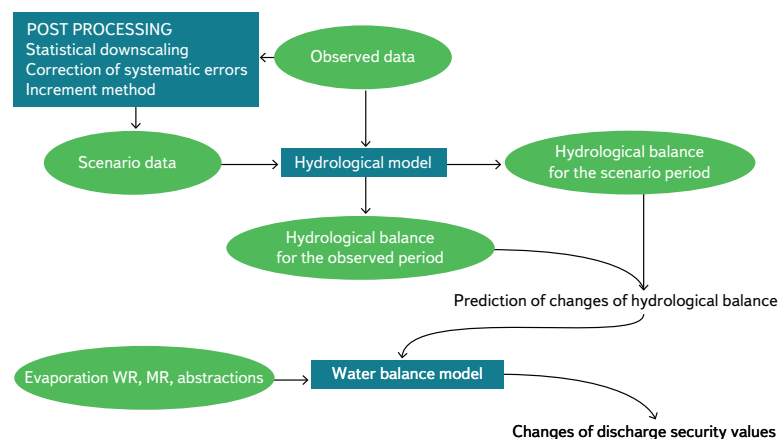 POST PROCESSING
Statistical downscaling
Correction of systematic errors
Increment method
Observed data
Scenario data
Hydrological model
Hydrological balance
for the scenario period
Hydrological balance
for the observed period
Prediction of changes of hydrological balance
Evaporation WR, MR, abstractions
Water balance model
Changes of discharge security values